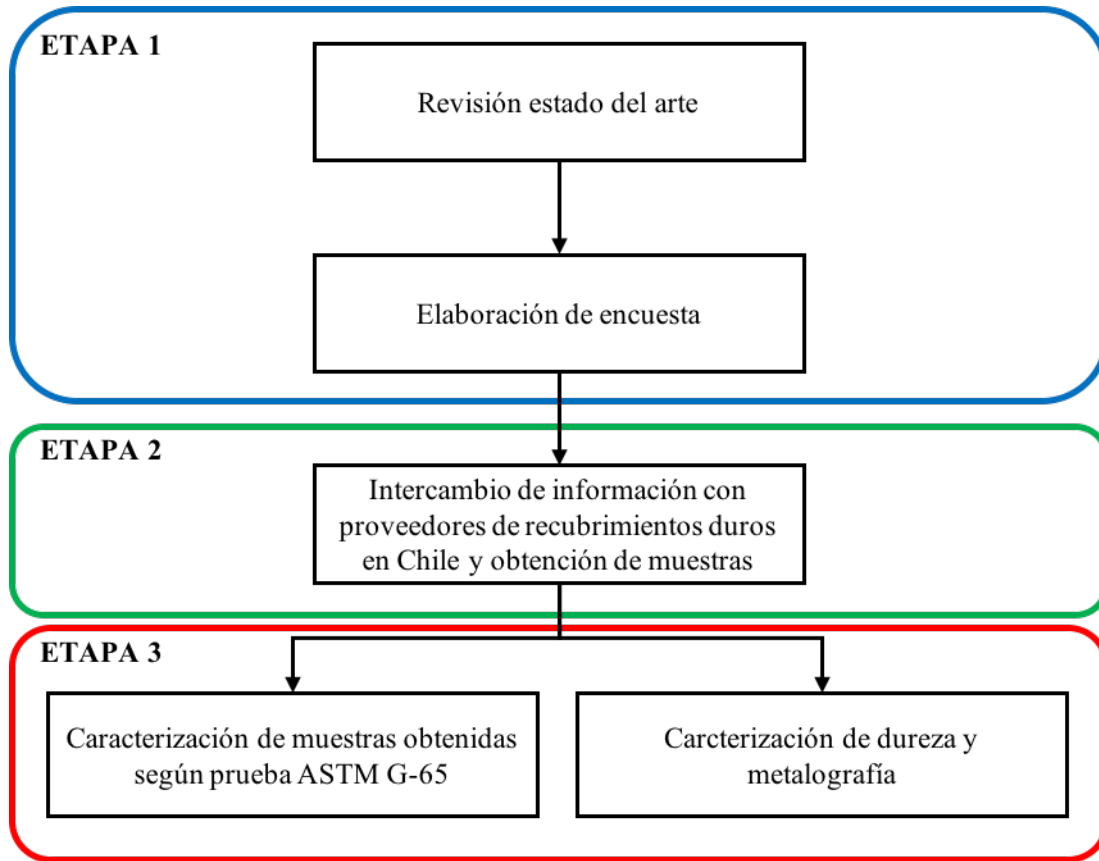 ETAPA 1
Revisión estado del arte
Elaboración de encuesta
ETAPA 2
Intercambio de información con
proveedores de recubrimientos duros
en Chile y obtención de muestras
ETAPA 3
Caracterización de muestras obtenidas
según prueba ASTM G-65
Carcterización de dureza y
metalografía